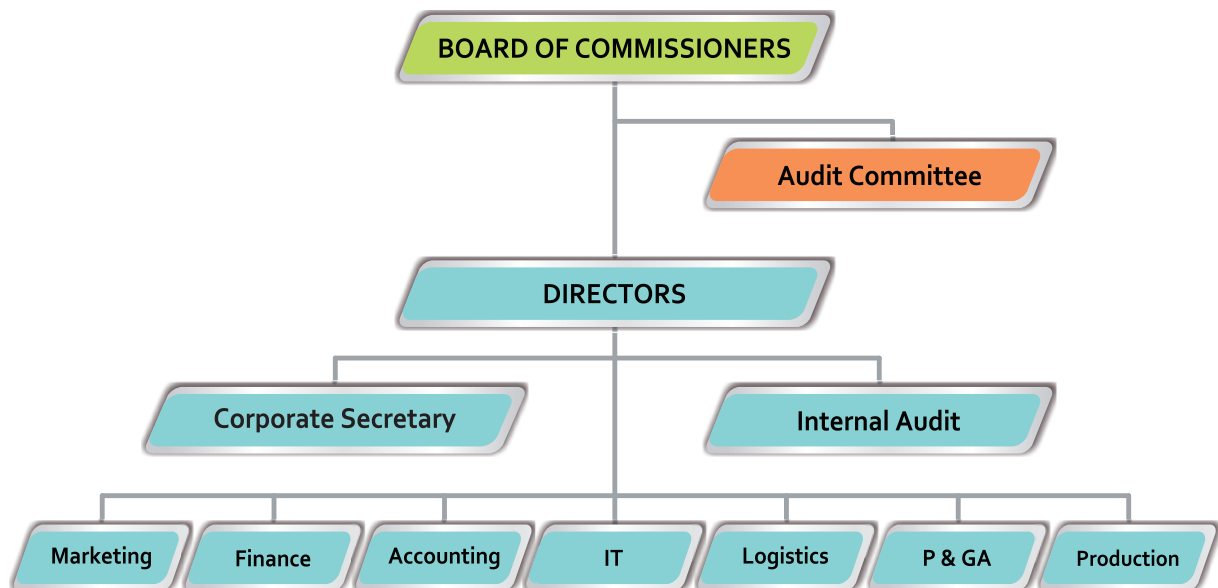 BOARD OF COMMISSIONERS
Audit Committee
DIRECTORS
Corporate Secretary
Internal Audit
Marketing
Finance
Accounting
IT
Logistics
P & GA
Production